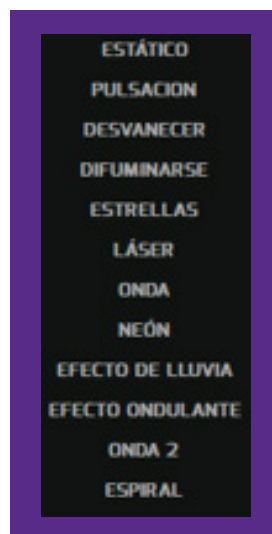 ESTÁTICO
PULSACION
DESVANECER
DIFUMINARSE
ESTRELLAS
LÁSER
ONDA
NEÓN
EFECTO DE LLUVIA
EFECTO ONDULANTE
ONDA 2
ESPIRAL